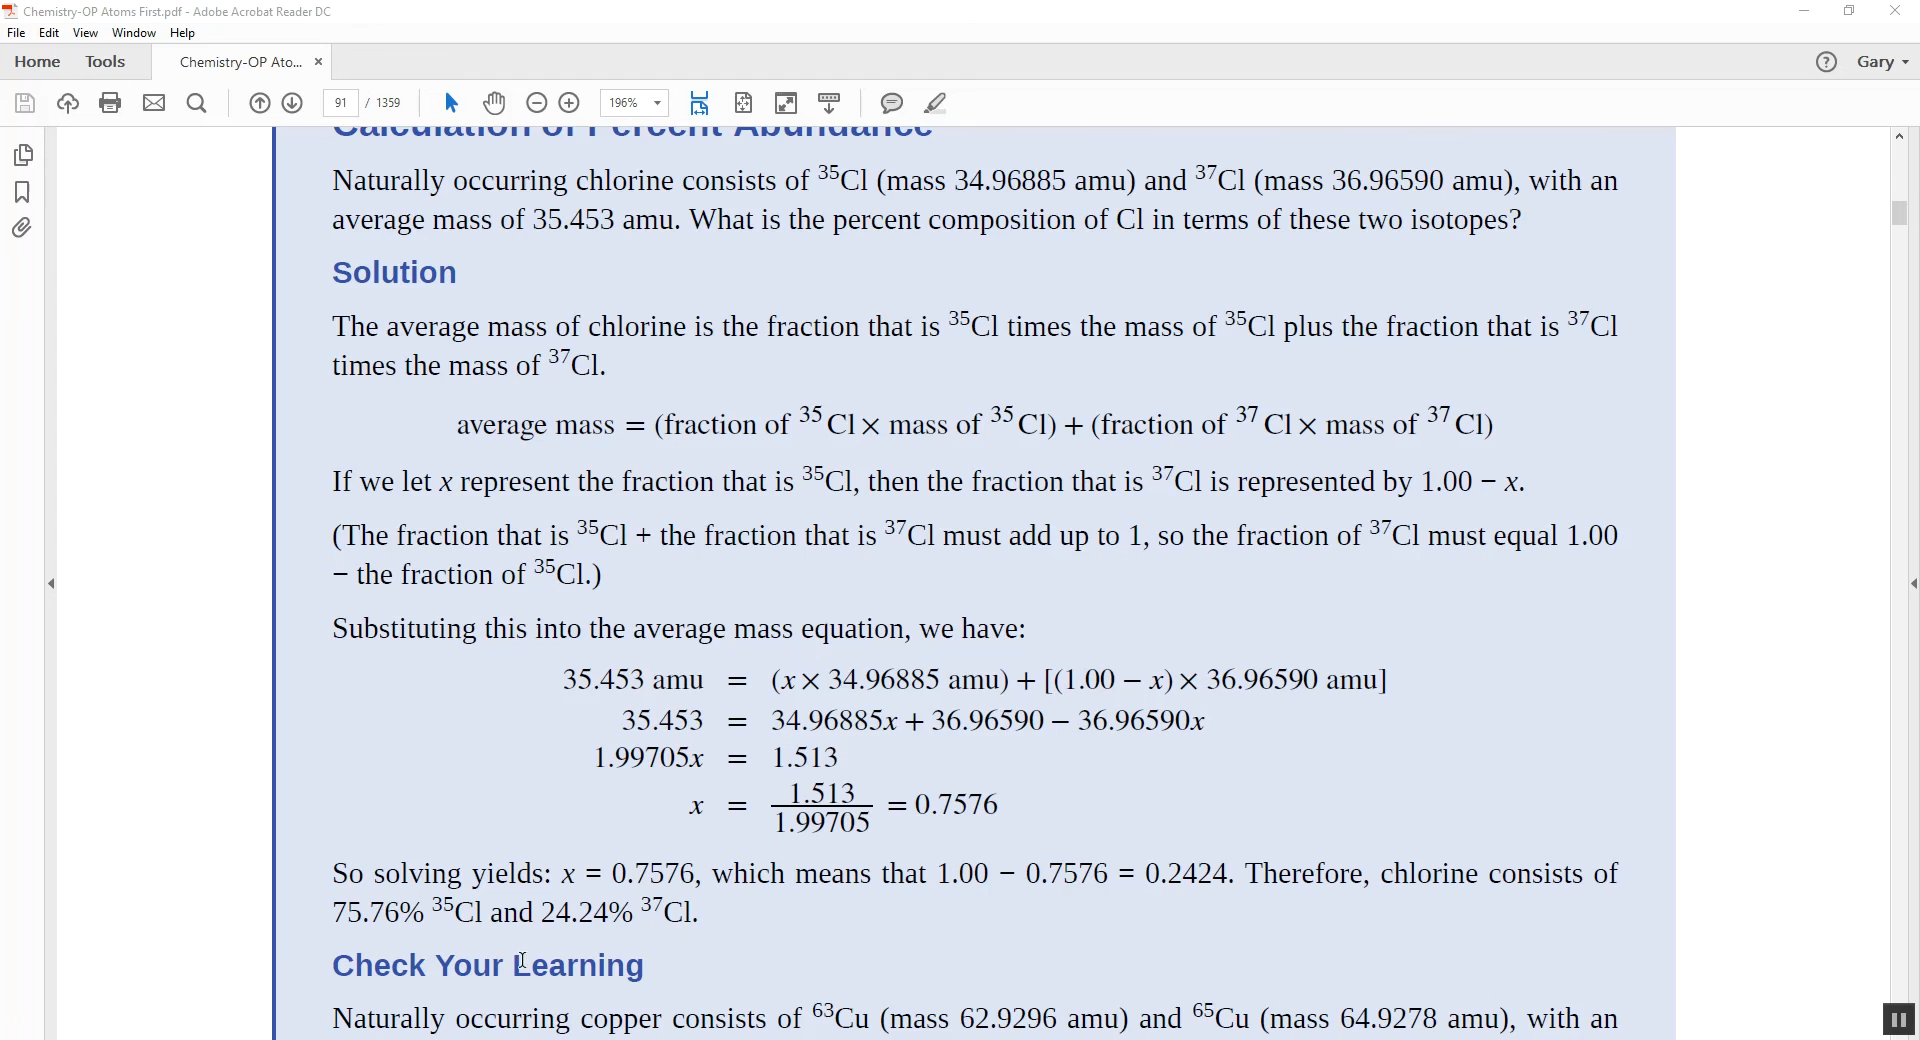 Chemistry-OP Atoms First.pdf - Adobe Acrobat Reader DC
File Edit View Window Help
Home Tools Chemistry-OP Ato... × ? Gary
91 / 1359 196%
Calculation of Percent Abundance
Naturally occurring chlorine consists of ³⁵Cl (mass 34.96885 amu) and ³⁷Cl (mass 36.96590 amu), with an
average mass of 35.453 amu. What is the percent composition of Cl in terms of these two isotopes?
Solution
The average mass of chlorine is the fraction that is ³⁵Cl times the mass of ³⁵Cl plus the fraction that is ³⁷Cl
times the mass of ³⁷Cl.
average mass = (fraction of ³⁵Cl × mass of ³⁵Cl) + (fraction of ³⁷Cl × mass of ³⁷Cl)
If we let x represent the fraction that is ³⁵Cl, then the fraction that is ³⁷Cl is represented by 1.00 − x.
(The fraction that is ³⁵Cl + the fraction that is ³⁷Cl must add up to 1, so the fraction of ³⁷Cl must equal 1.00
− the fraction of ³⁵Cl.)
Substituting this into the average mass equation, we have:
35.453 amu = (x × 34.96885 amu) + [(1.00 − x) × 36.96590 amu]
35.453 = 34.96885x + 36.96590 − 36.96590x
1.99705x = 1.513
x = 1.513 / 1.99705 = 0.7576
So solving yields: x = 0.7576, which means that 1.00 − 0.7576 = 0.2424. Therefore, chlorine consists of
75.76% ³⁵Cl and 24.24% ³⁷Cl.
Check Your Learning
Naturally occurring copper consists of ⁶³Cu (mass 62.9296 amu) and ⁶⁵Cu (mass 64.9278 amu), with an